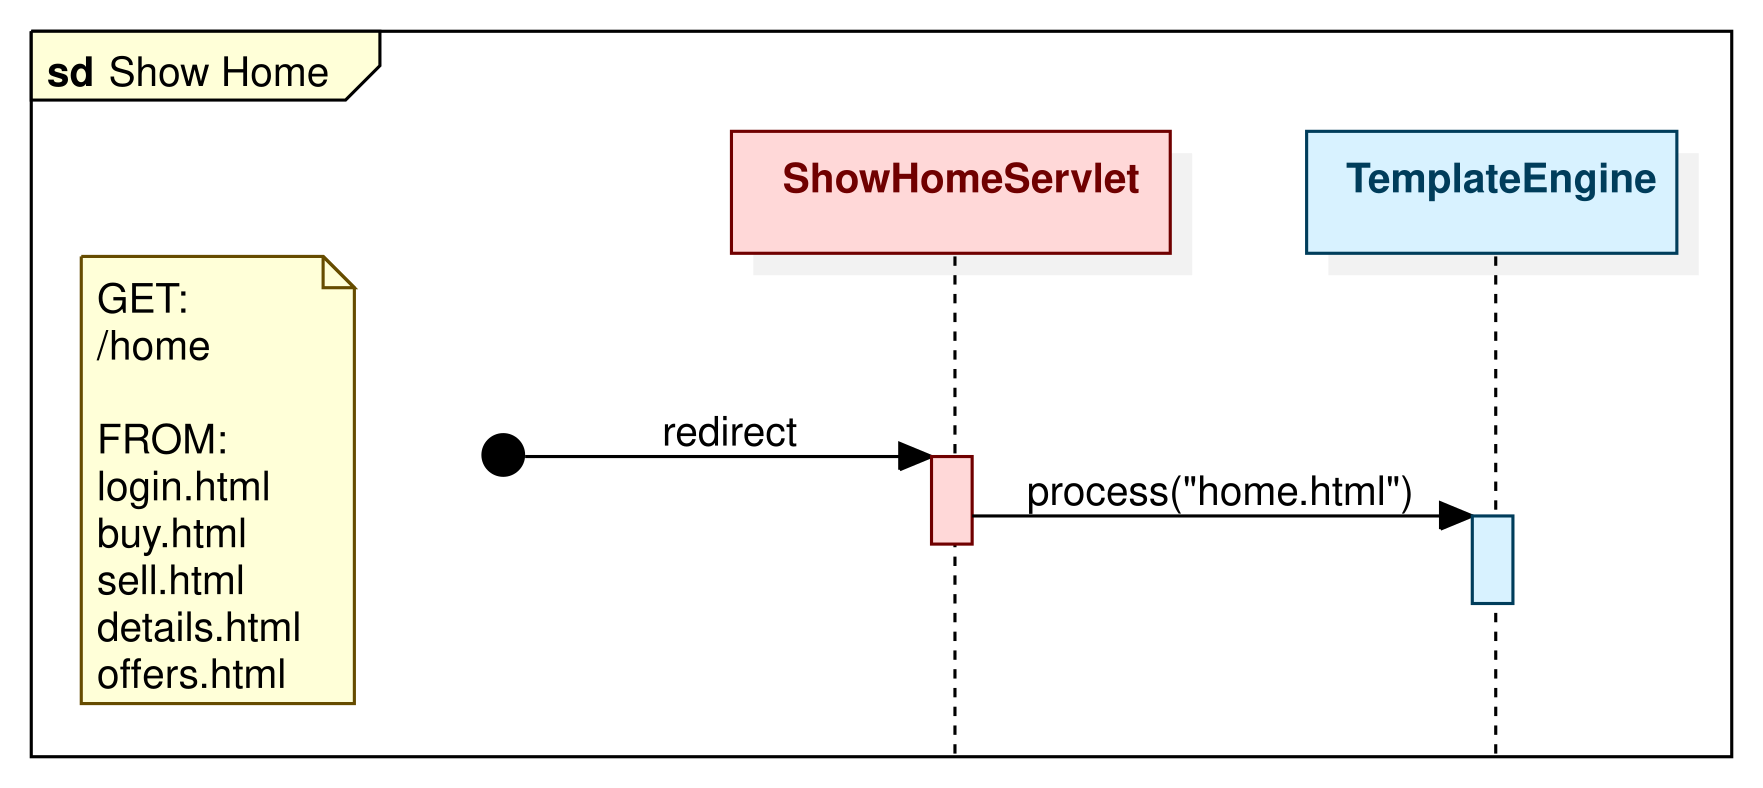 sd Show Home
ShowHomeServlet
TemplateEngine
GET:
/home
FROM:
login.html
buy.html
sell.html
details.html
offers.html
redirect
process("home.html")